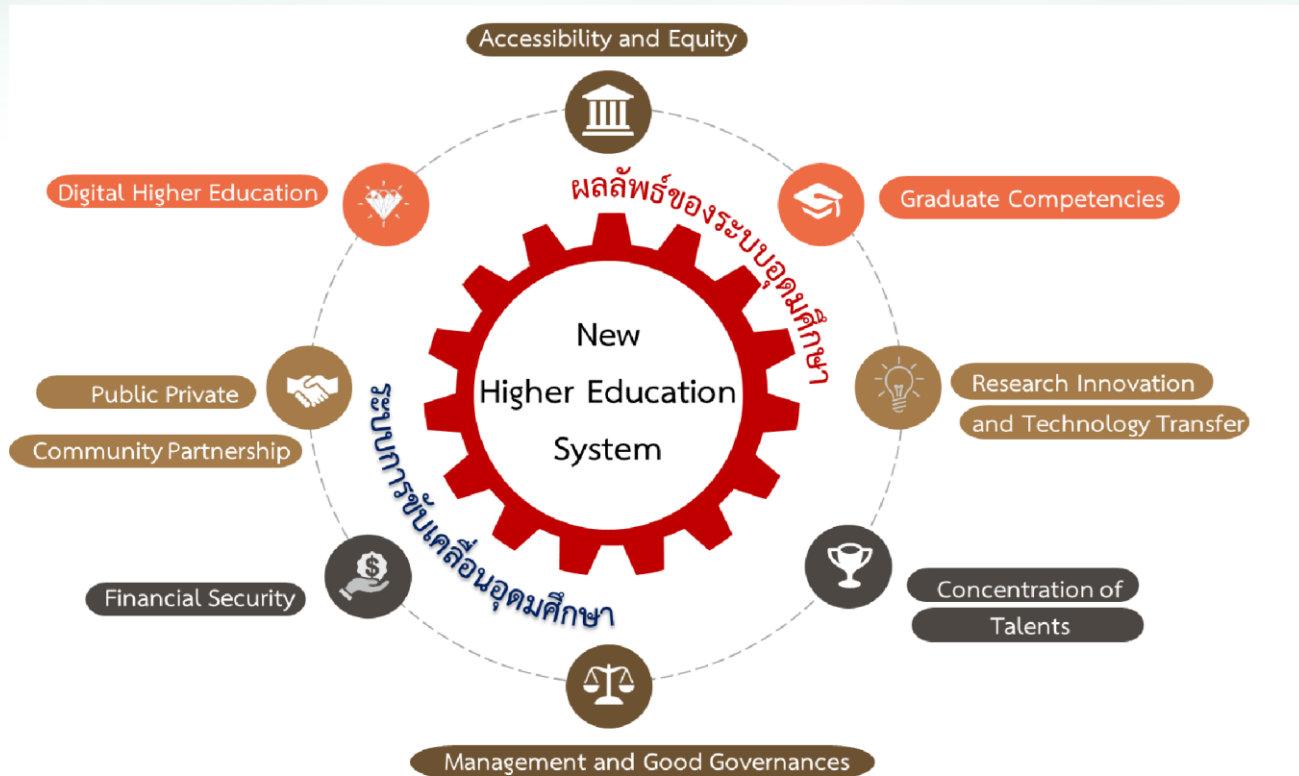 Accessibility and Equity
Digital Higher Education
Graduate Competencies
ผลลัพธ์ของระบบอุดมศึกษา
New
Higher Education
System
Public Private
Community Partnership
Research Innovation
and Technology Transfer
ระบบการขับเคลื่อนอุดมศึกษา
Financial Security
$
Concentration of
Talents
Management and Good Governances